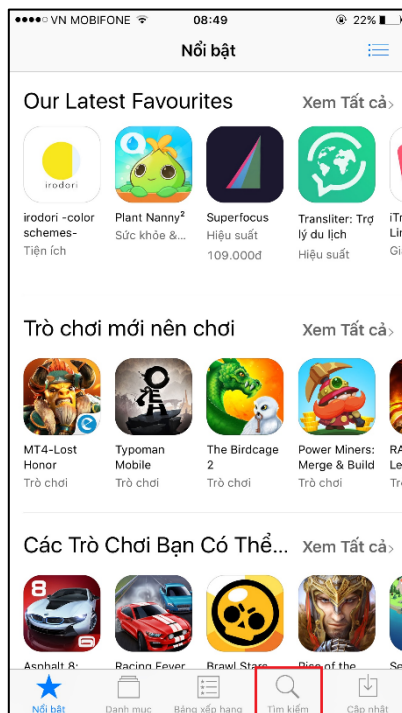 VN MOBIFONE 08:49 22%
Nổi bật
Our Latest Favourites Xem Tất cả
irodori
irodori -color schemes-
Tiện ích
Plant Nanny²
Sức khỏe &...
Superfocus
Hiệu suất
109.000đ
Transliter: Trợ lý du lịch
Hiệu suất
Trò chơi mới nên chơi Xem Tất cả
MT4-Lost Honor
Trò chơi
Typoman Mobile
Trò chơi
The Birdcage 2
Trò chơi
Power Miners: Merge & Build
Trò chơi
Các Trò Chơi Bạn Có Thể... Xem Tất cả
8
Asphalt 8:
Racing Fever
Brawl Stars
Rise of the
Nổi bật Danh mục Bảng xếp hạng Tìm kiếm Cập nhật